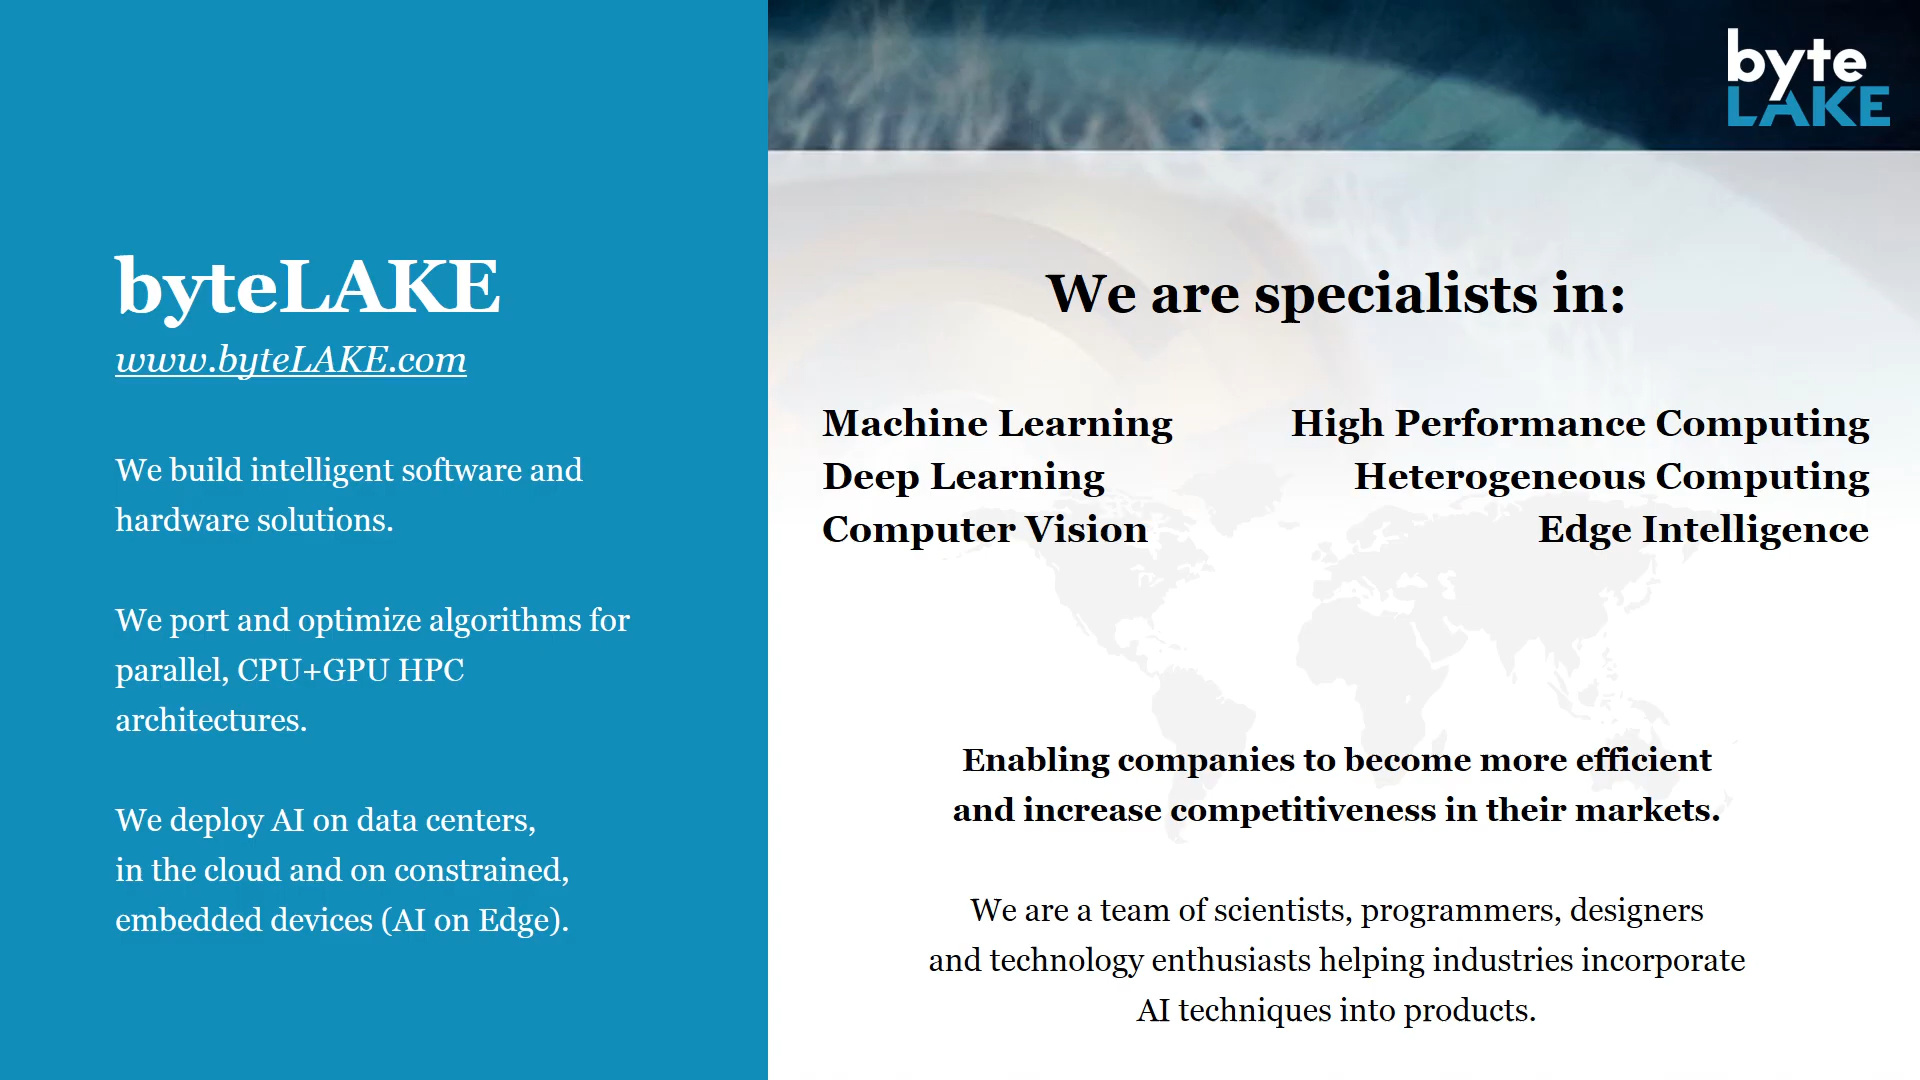 byteLAKE
www.byteLAKE.com
We build intelligent software and
hardware solutions.
We port and optimize algorithms for
parallel, CPU+GPU HPC
architectures.
We deploy AI on data centers,
in the cloud and on constrained,
embedded devices (AI on Edge).
byte
LAKE
We are specialists in:
Machine Learning
Deep Learning
Computer Vision
High Performance Computing
Heterogeneous Computing
Edge Intelligence
Enabling companies to become more efficient
and increase competitiveness in their markets.
We are a team of scientists, programmers, designers
and technology enthusiasts helping industries incorporate
AI techniques into products.